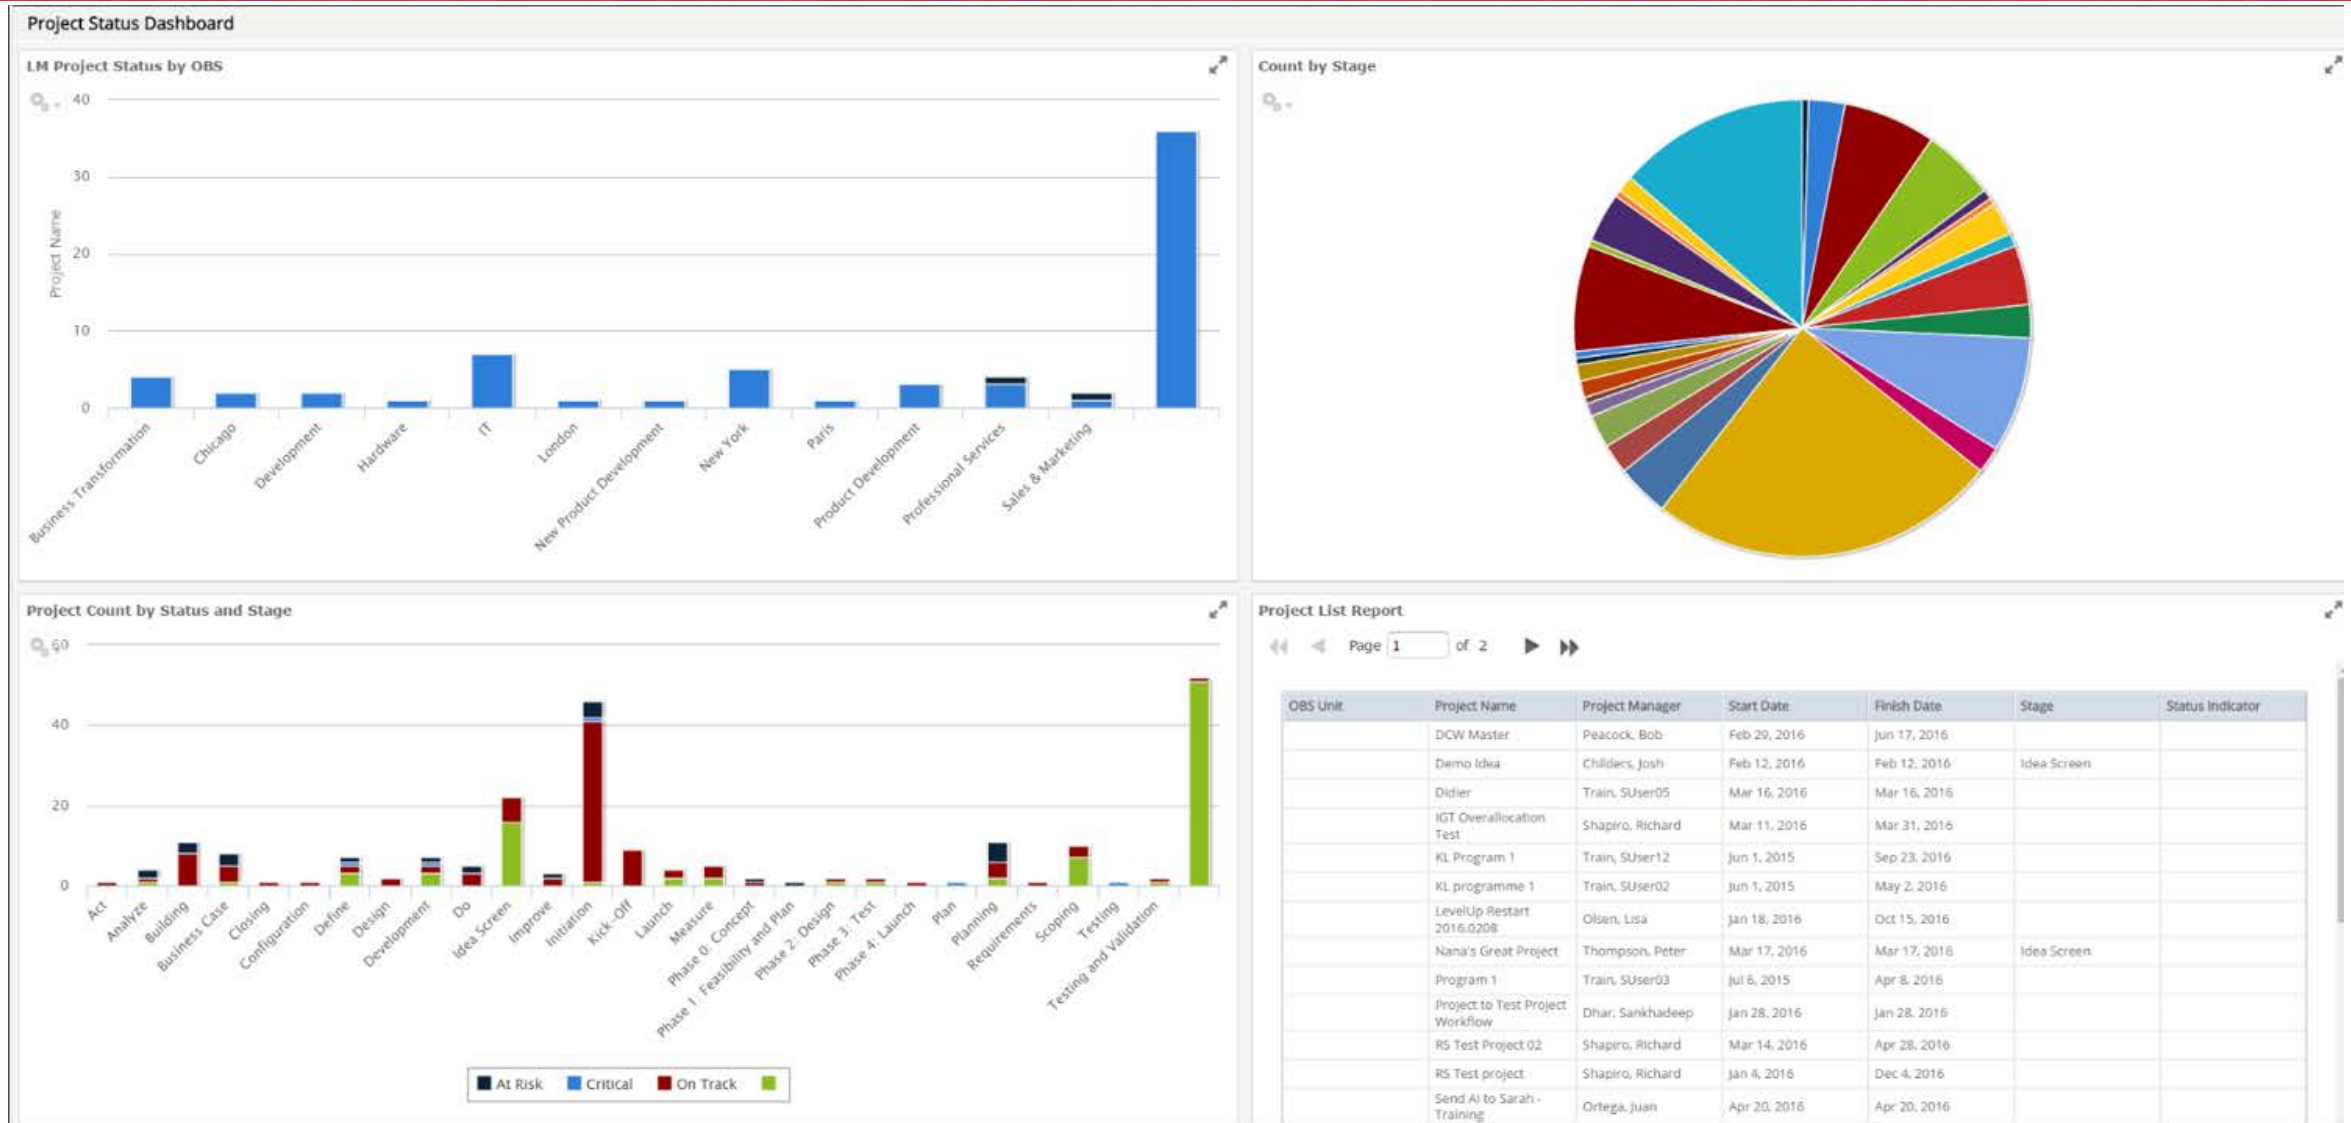 Project Status Dashboard
LM Project Status by OBS
40
30
20
10
0
Project Name
Business Transformation
Chicago
Development
Hardware
IT
London
New Product Development
New York
Paris
Product Development
Professional Services
Sales & Marketing
Count by Stage
Project Count by Status and Stage
60
40
20
0
Act
Analyze
Building
Business Case
Closing
Configuration
Define
Design
Development
Do
Idea Screen
Improve
Initiation
Kick-Off
Launch
Measure
Phase 0: Concept
Phase 1: Feasibility and Plan
Phase 2: Design
Phase 3: Test
Phase 4: Launch
Plan
Planning
Requirements
Scoping
Testing
Testing and Validation
At Risk Critical On Track
Project List Report
Page 1 of 2
OBS Unit Project Name Project Manager Start Date Finish Date Stage Status Indicator
DCW Master Peacock, Bob Feb 29, 2016 Jun 17, 2016
Demo Idea Childers, Josh Feb 12, 2016 Feb 12, 2016 Idea Screen
Didier Train, SUser05 Mar 16, 2016 Mar 16, 2016
IGT Overallocation
Test Shapiro, Richard Mar 11, 2016 Mar 31, 2016
KL Program 1 Train, SUser12 Jun 1, 2015 Sep 23, 2016
KL programme 1 Train, SUser02 Jun 1, 2015 May 2, 2016
LevelUp Restart
2016.0208 Olsen, Lisa Jan 18, 2016 Oct 15, 2016
Nana's Great Project Thompson, Peter Mar 17, 2016 Mar 17, 2016 Idea Screen
Program 1 Train, SUser03 Jul 6, 2015 Apr 8, 2016
Project to Test Project
Workflow Dhar, Sankhadeep Jan 28, 2016 Jan 28, 2016
RS Test Project 02 Shapiro, Richard Mar 14, 2016 Apr 28, 2016
RS Test project Shapiro, Richard Jan 4, 2016 Dec 4, 2016
Send AI to Sarah -
Training Ortega, Juan Apr 20, 2016 Apr 20, 2016